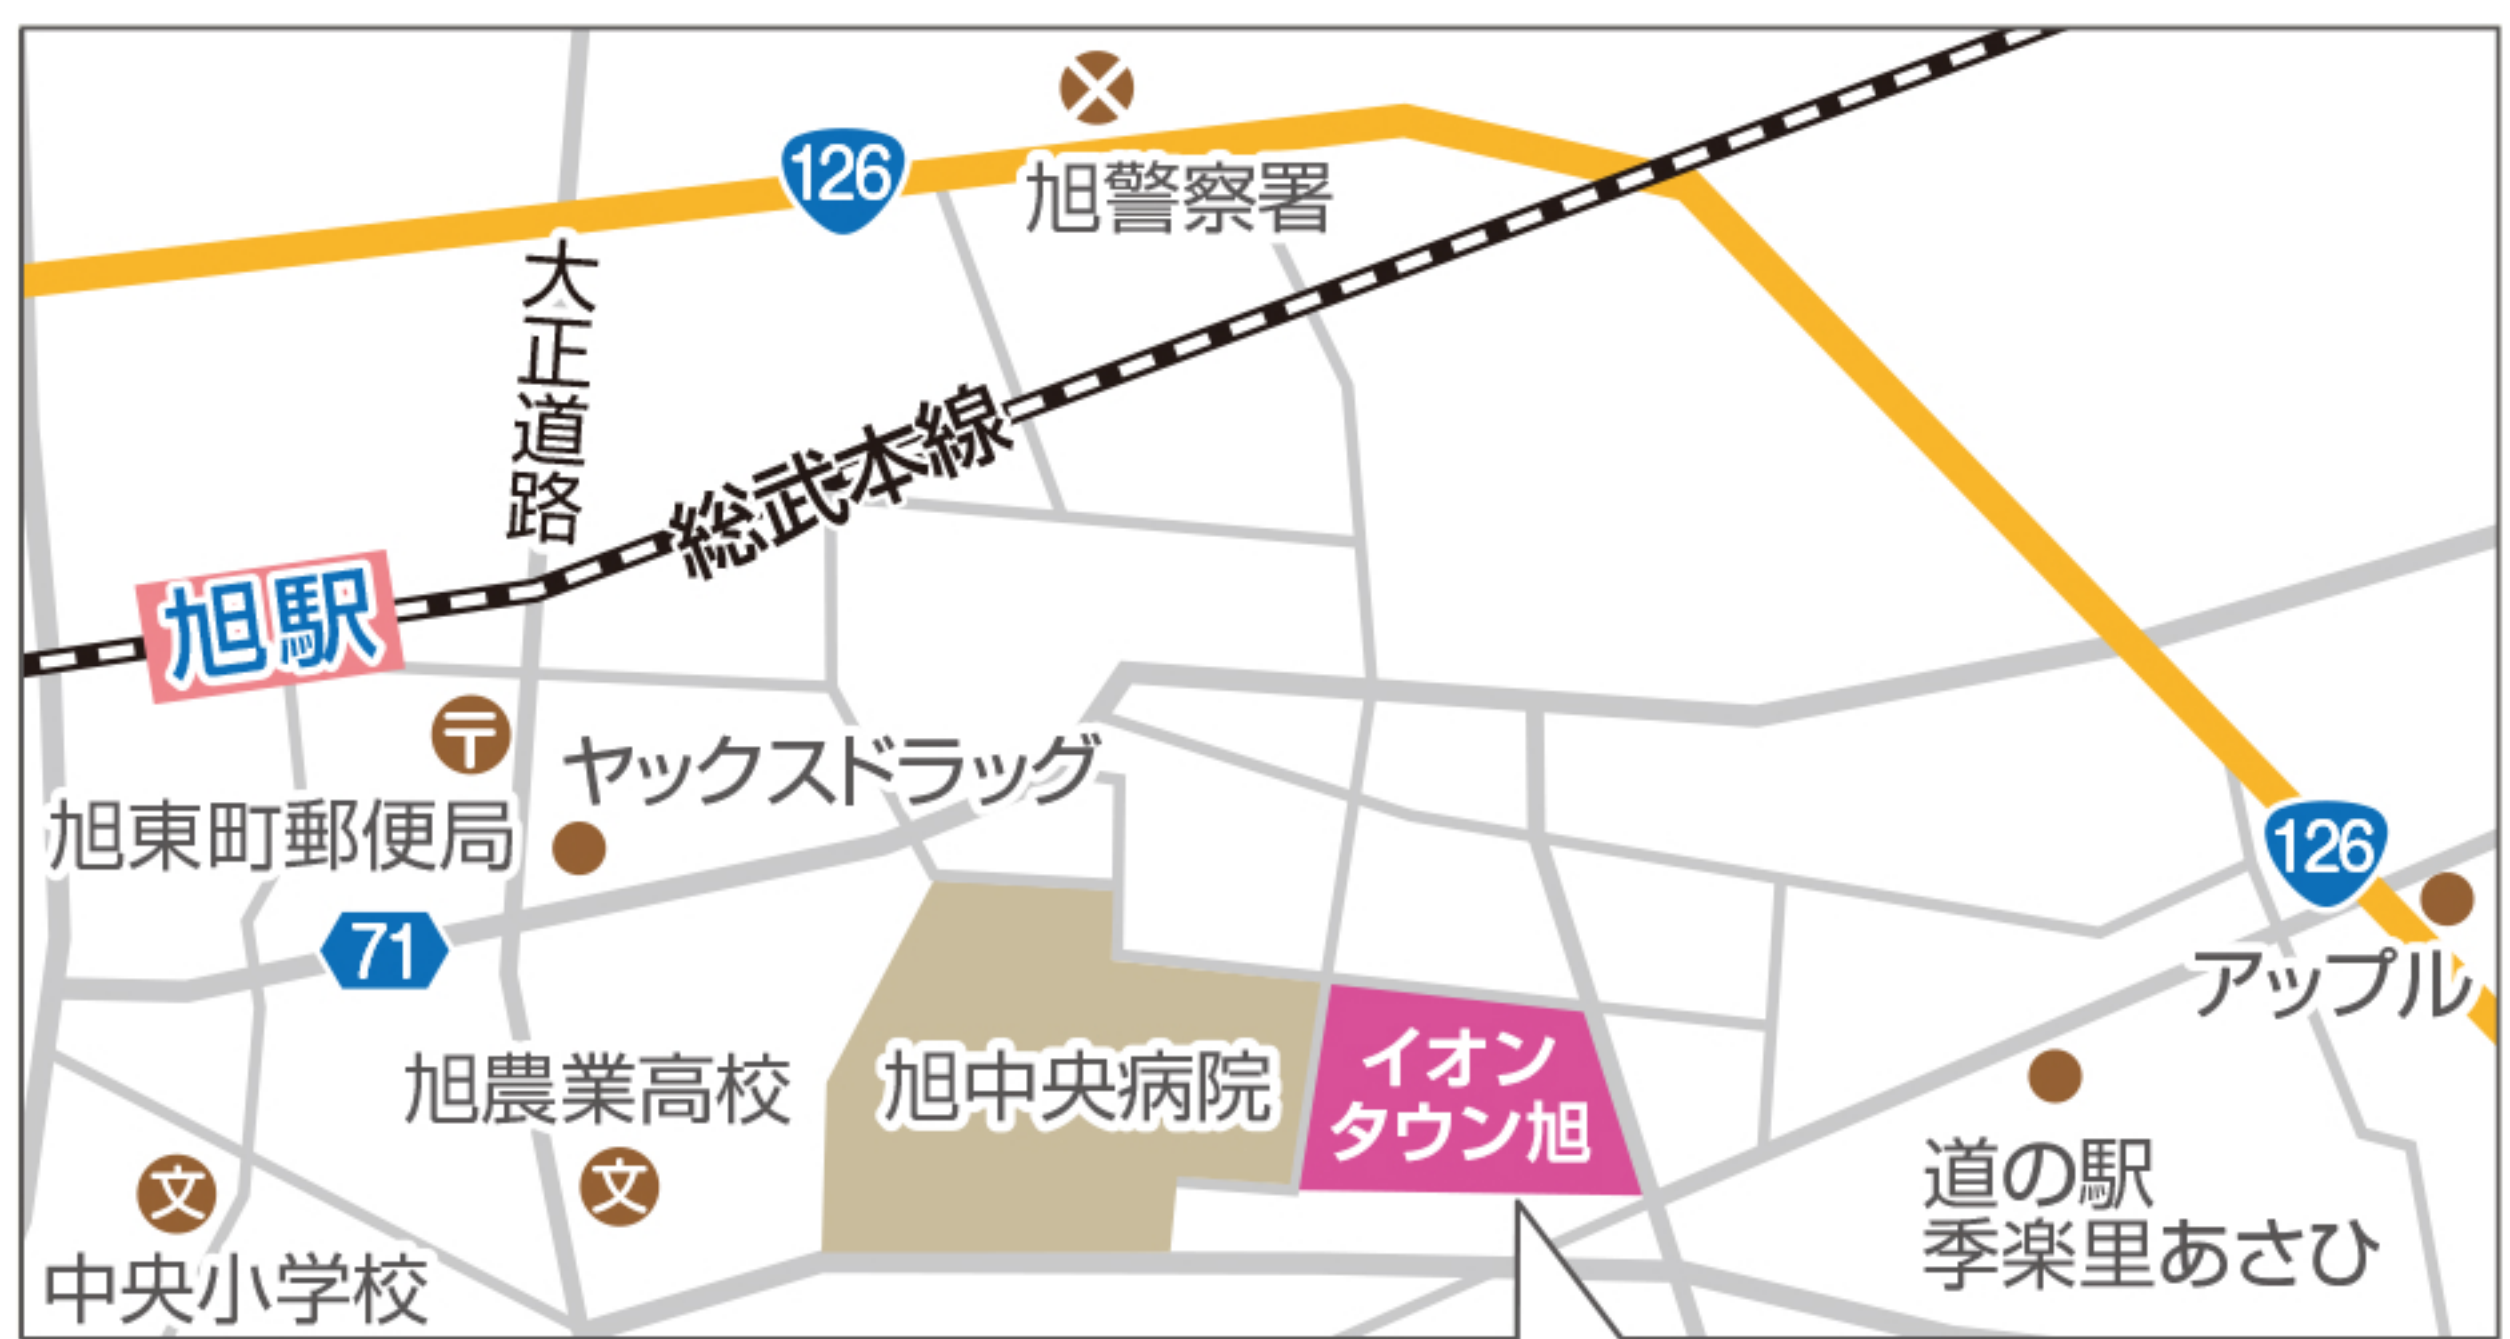 126
旭警察署
大正道路
総武本線
旭駅
〒
ヤックスドラッグ
旭東町郵便局
71
126
アップル
旭農業高校
旭中央病院
イオン
タウン旭
文
文
道の駅
季楽里あさひ
中央小学校